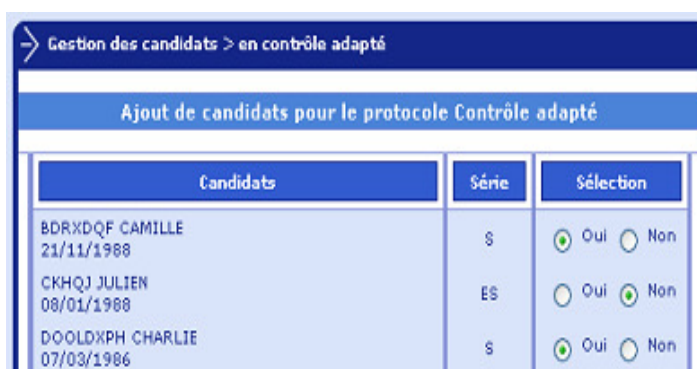 Gestion des candidats > en contrôle adapté
Ajout de candidats pour le protocole Contrôle adapté
Candidats Série Sélection
BDRXDQF CAMILLE
21/11/1988
S Oui Non
CKHQJ JULIEN
08/01/1988
ES Oui Non
DOOLDXPH CHARLIE
07/03/1986
S Oui Non